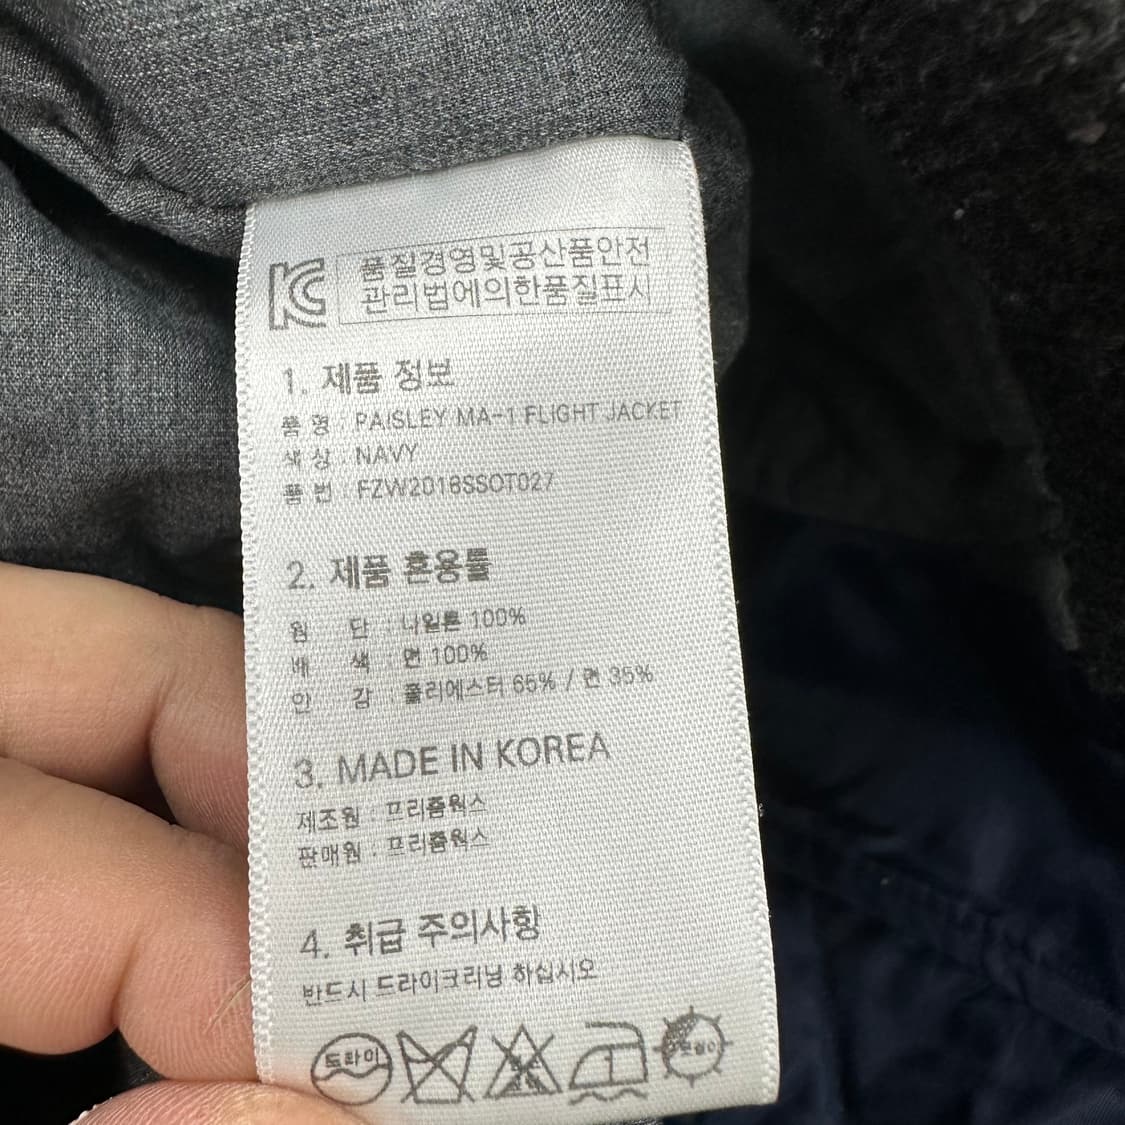 품질경영및공산품안전
관리법에의한품질표시
1. 제품 정보
품 명 : PAISLEY MA-1 FLIGHT JACKET
색 상 : NAVY
품 번 : FZW2018SSOT027
2. 제품 혼용률
원 단 : 나일론 100%
배 색 : 면 100%
안 감 : 폴리에스터 65% / 면 35%
3. MADE IN KOREA
제조원 : 프리즘웍스
판매원 : 프리즘웍스
4. 취급 주의사항
반드시 드라이크리닝 하십시오
드라이